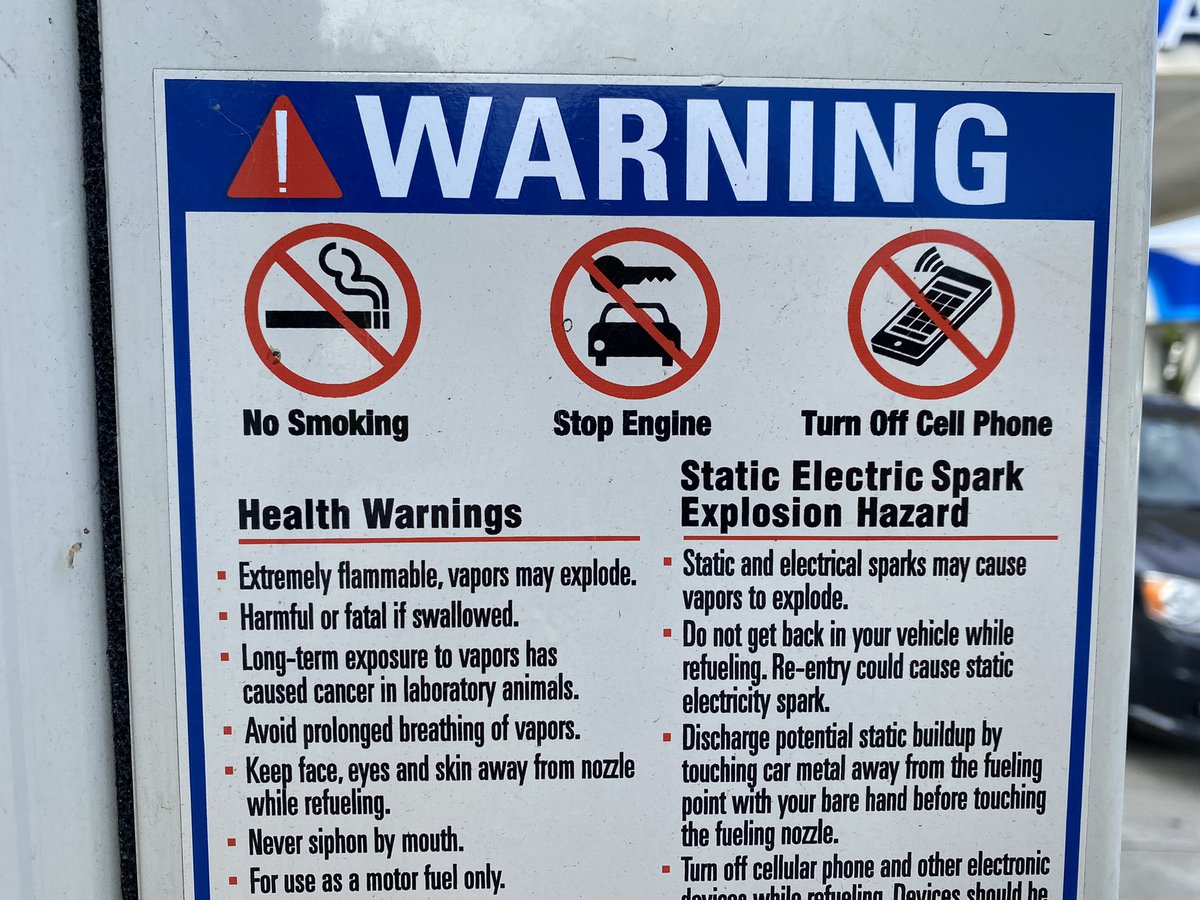 WARNING
No Smoking
Stop Engine
Turn Off Cell Phone
Health Warnings
Extremely flammable, vapors may explode.
Harmful or fatal if swallowed.
Long-term exposure to vapors has
caused cancer in laboratory animals.
Avoid prolonged breathing of vapors.
Keep face, eyes and skin away from nozzle
while refueling.
Never siphon by mouth.
For use as a motor fuel only.
Static Electric Spark
Explosion Hazard
Static and electrical sparks may cause
vapors to explode.
Do not get back in your vehicle while
refueling. Re-entry could cause static
electricity spark.
Discharge potential static buildup by
touching car metal away from the fueling
point with your bare hand before touching
the fueling nozzle.
Turn off cellular phone and other electronic
devices while refueling. Devices should be